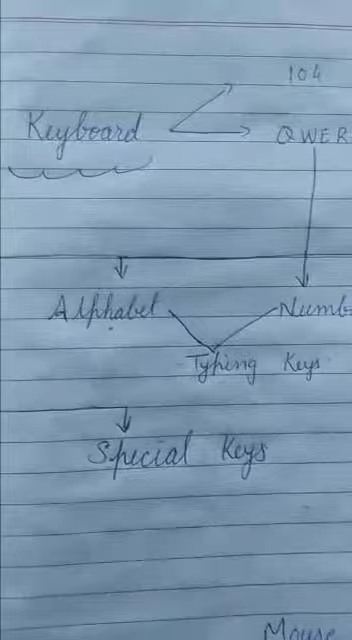 104
Keyboard QWER
Alphabet Numb
Typing Keys
Special Keys
Mouse